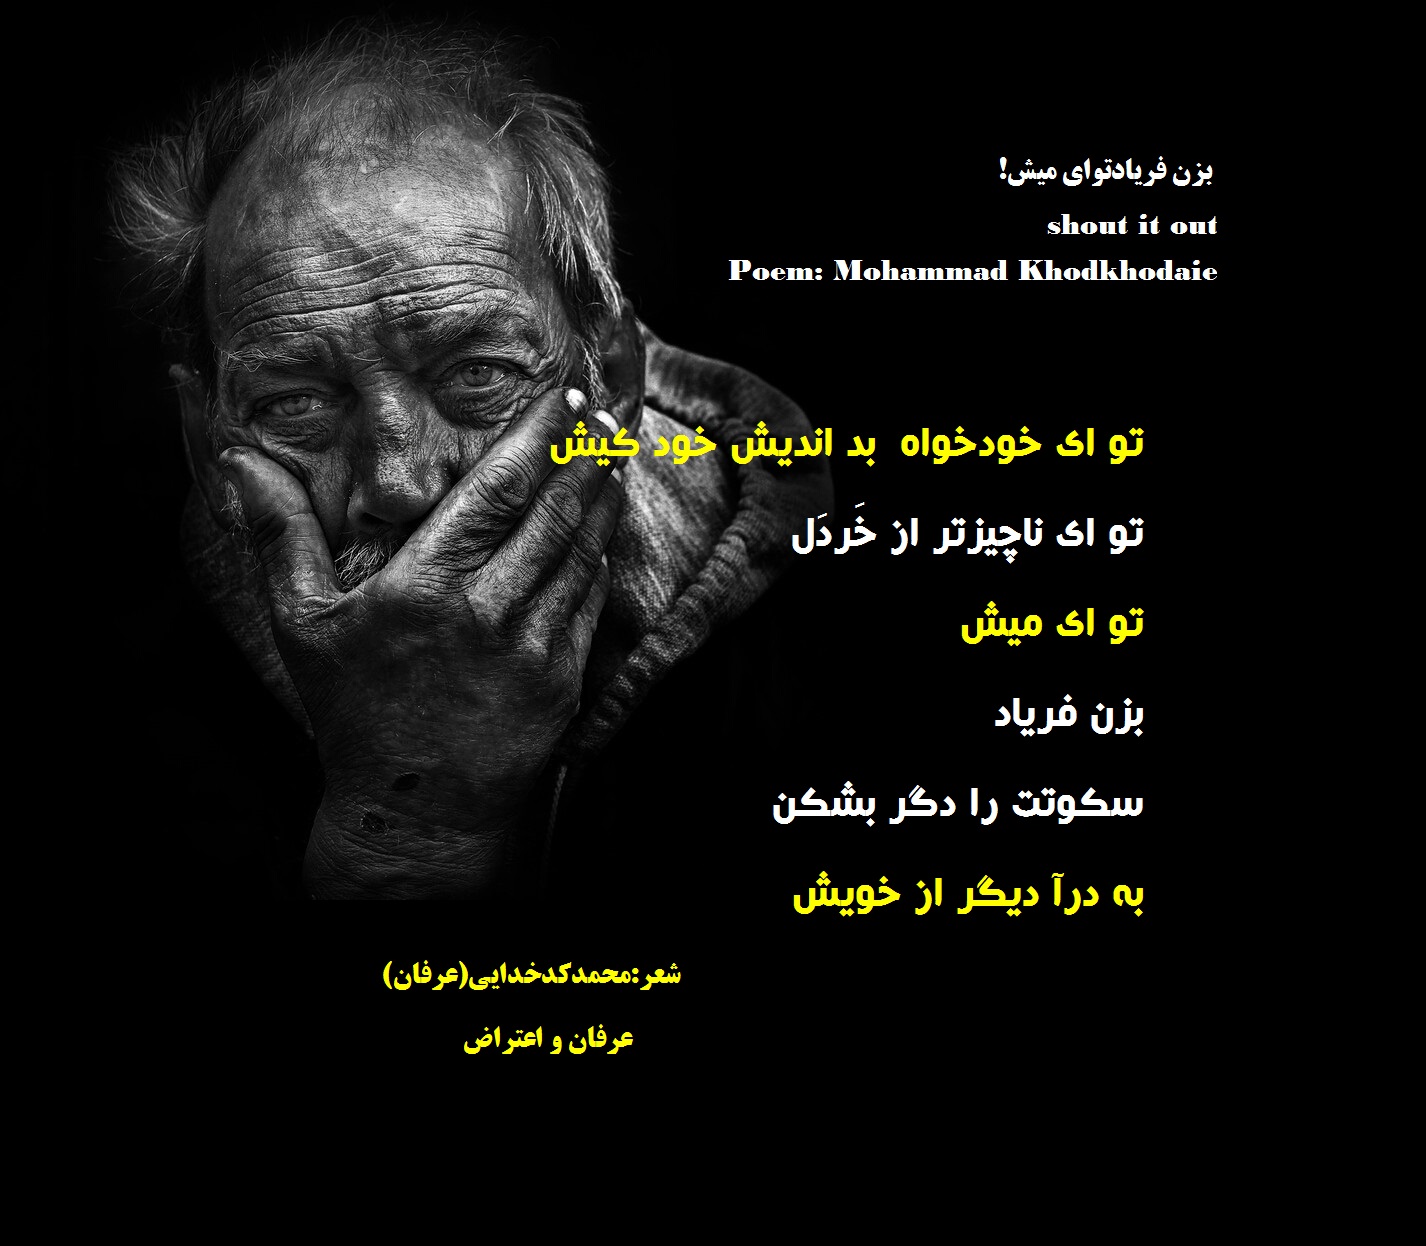 بزن فریادتوای میش!
shout it out
Poem: Mohammad Khodkhodaie
تو ای خودخواه بد اندیش خود کیش
تو ای ناچیزتر از خَردَل
تو ای میش
بزن فریاد
سکوتت را دگر بشکن
به درآ دیگر از خویش
شعر:محمدکدخدایی(عرفان)
عرفان و اعتراض